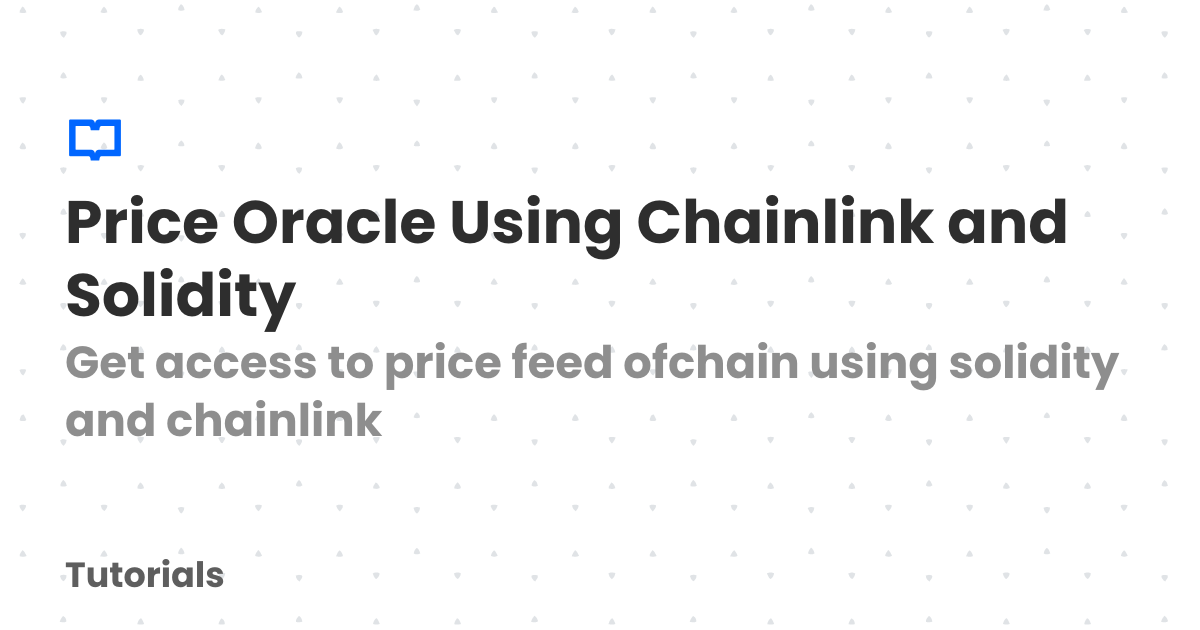 Price Oracle Using Chainlink and
Solidity
Get access to price feed ofchain using solidity
and chainlink
Tutorials